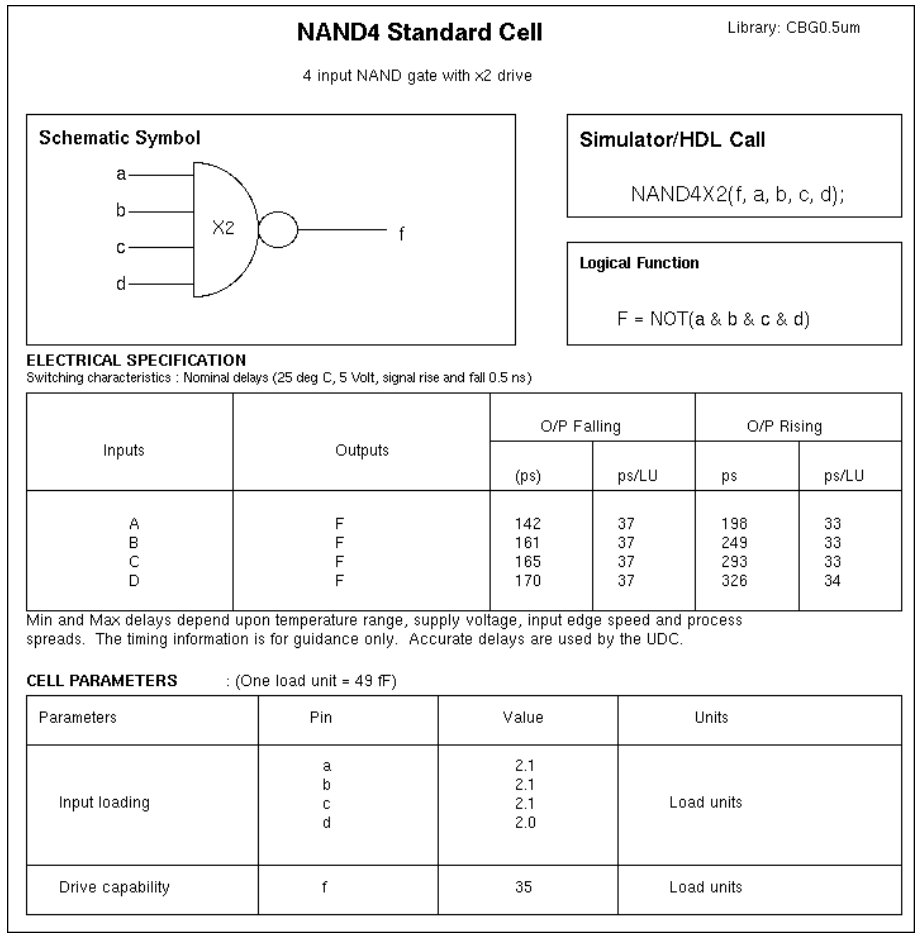 NAND4 Standard Cell
Library: CBG0.5um
4 input NAND gate with x2 drive
Schematic Symbol
a
b
c
d
X2
f
Simulator/HDL Call
NAND4X2(f, a, b, c, d);
Logical Function
F = NOT(a & b & c & d)
ELECTRICAL SPECIFICATION
Switching characteristics : Nominal delays (25 deg C, 5 Volt, signal rise and fall 0.5 ns)
Inputs Outputs O/P Falling O/P Rising
(ps) ps/LU ps ps/LU
A F 142 37 198 33
B F 161 37 249 33
C F 165 37 293 33
D F 170 37 326 34
Min and Max delays depend upon temperature range, supply voltage, input edge speed and process
spreads. The timing information is for guidance only. Accurate delays are used by the UDC.
CELL PARAMETERS : (One load unit = 49 fF)
Parameters Pin Value Units
Input loading
a 2.1
b 2.1
c 2.1
d 2.0
Load units
Drive capability f 35 Load units